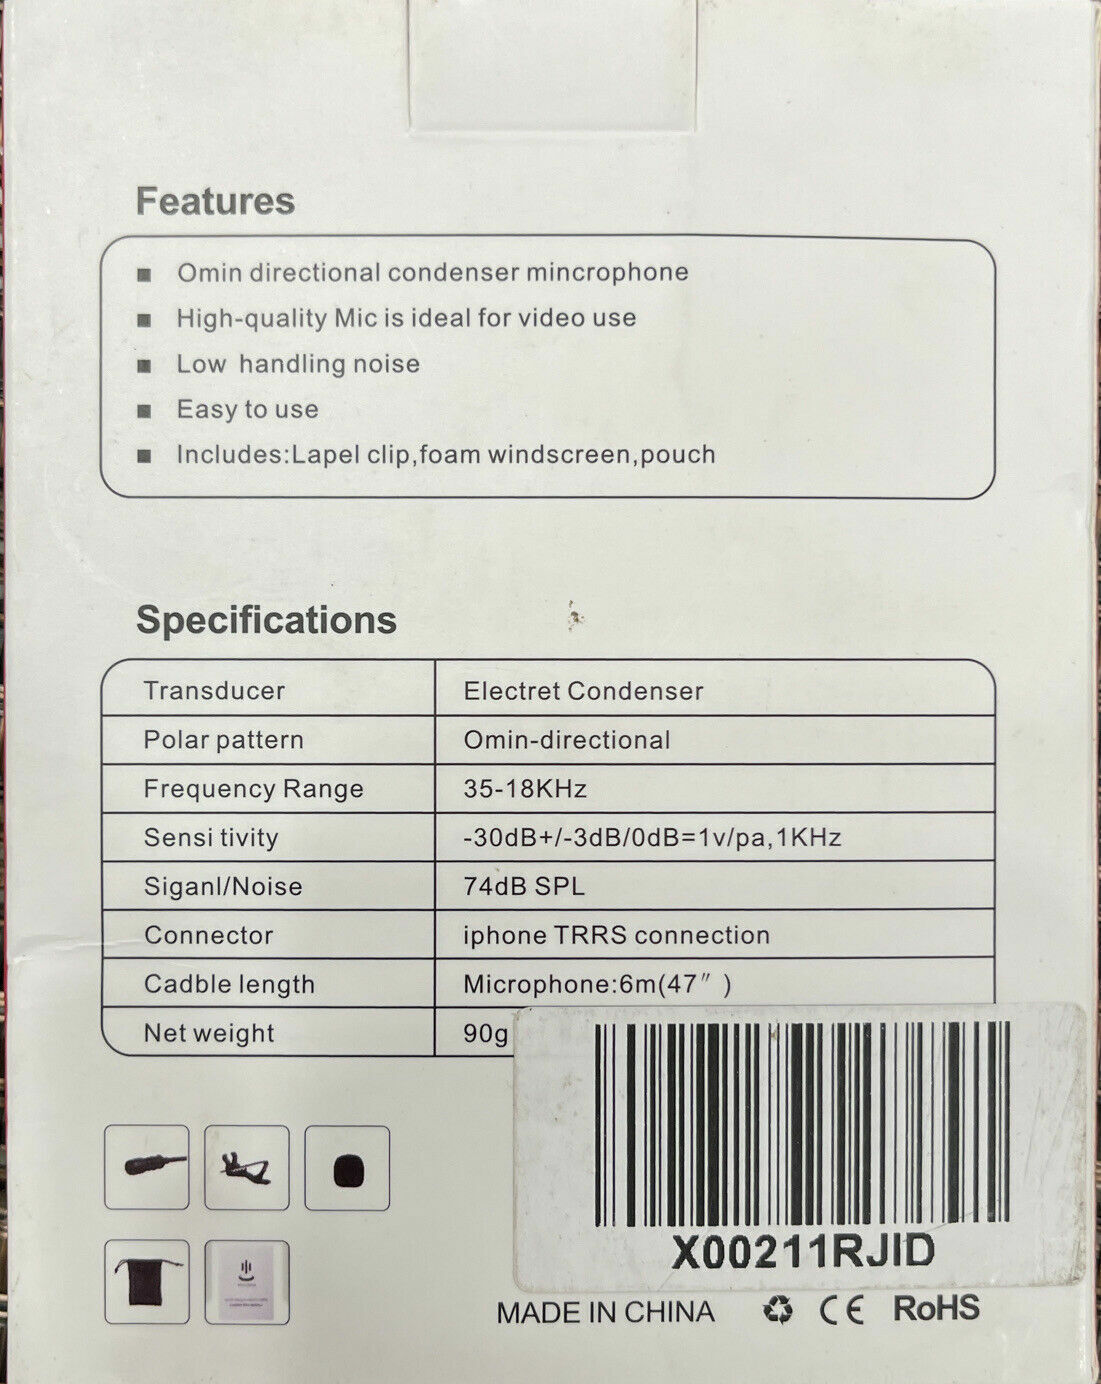 Features
Omin directional condenser mincrophone
High-quality Mic is ideal for video use
Low handling noise
Easy to use
Includes:Lapel clip,foam windscreen,pouch
Specifications
Transducer Electret Condenser
Polar pattern Omin-directional
Frequency Range 35-18KHz
Sensi tivity -30dB+/-3dB/0dB=1v/pa,1KHz
Siganl/Noise 74dB SPL
Connector iphone TRRS connection
Cadble length Microphone:6m(47″ )
Net weight 90g
X00211RJID
MADE IN CHINA CE RoHS